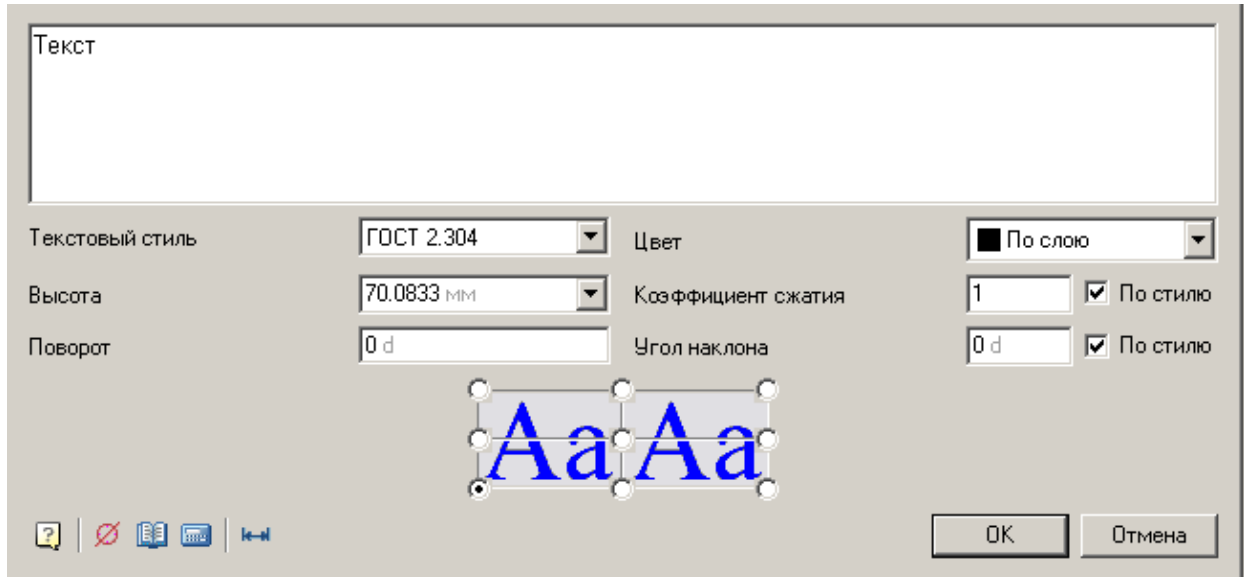 Текст
Текстовый стиль ГОСТ 2.304 Цвет По слою
Высота 70.0833 мм Коэффициент сжатия 1 По стилю
Поворот 0 d Угол наклона 0 d По стилю
Aa Aa
? OK Отмена